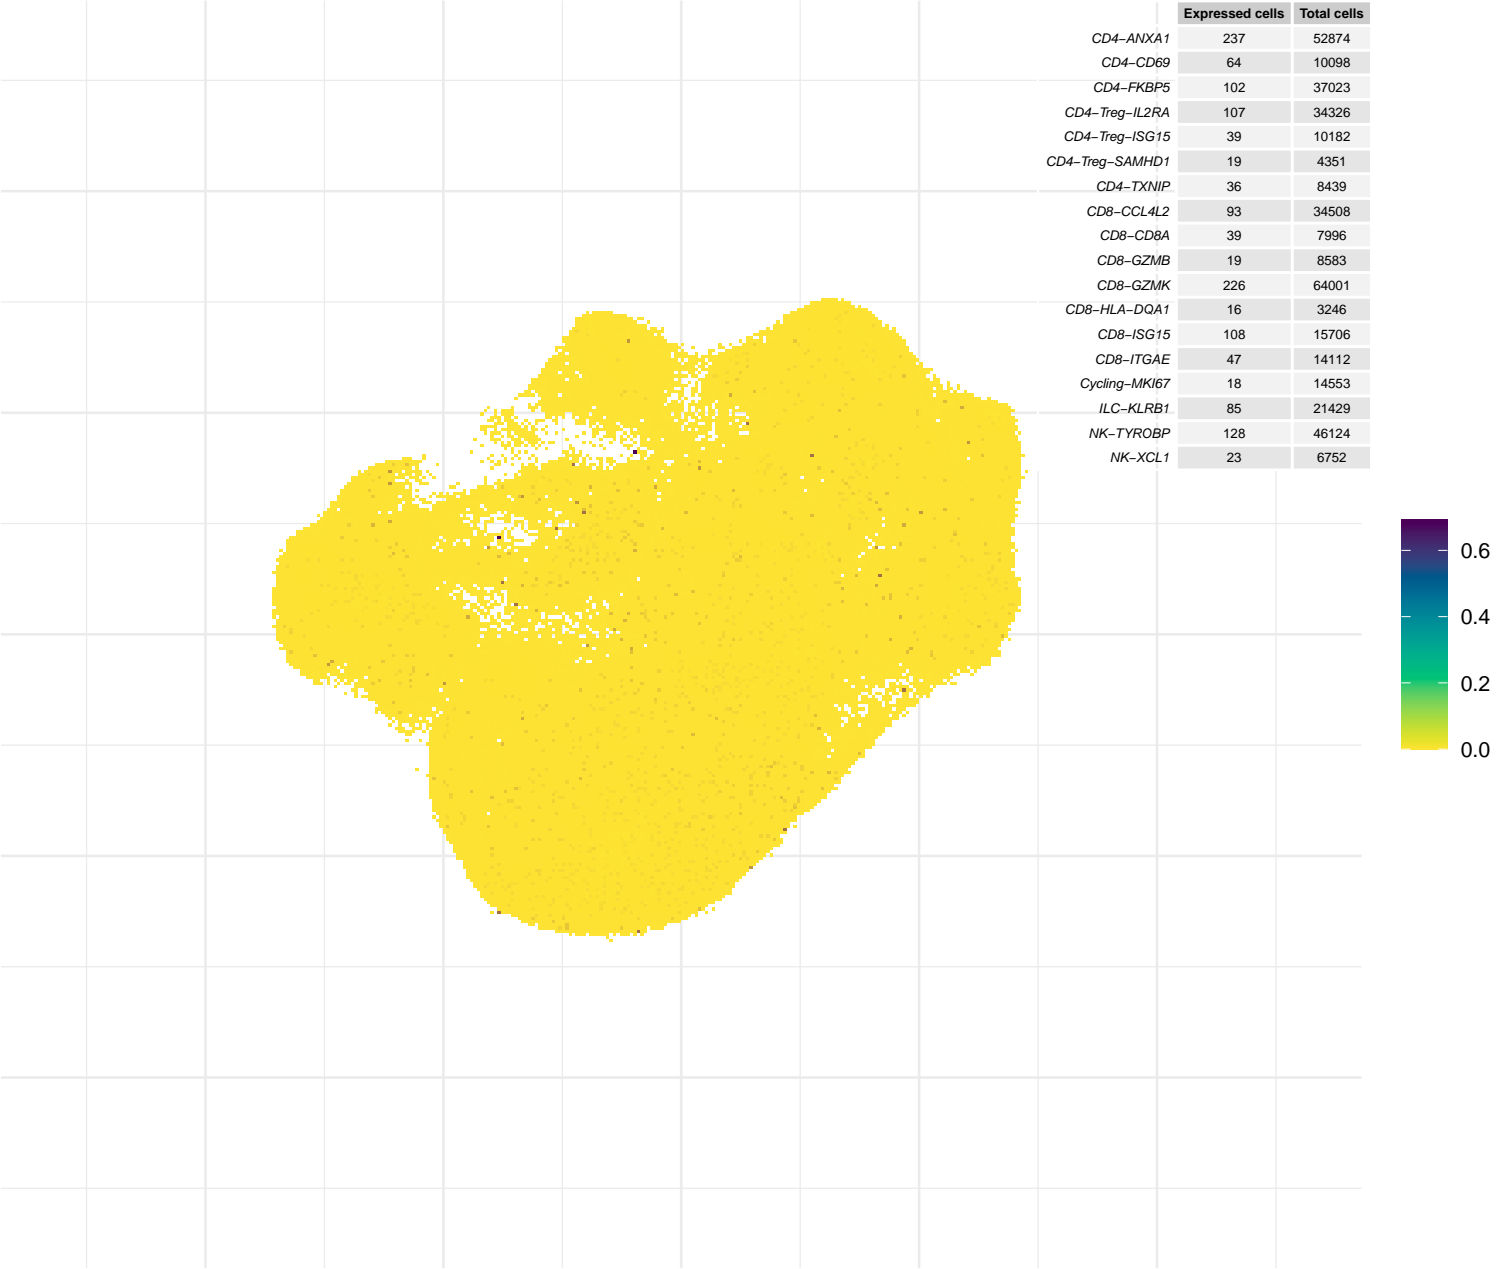 Expressed cells Total cells
CD4−ANXA1 237 52874
CD4−CD69 64 10098
CD4−FKBP5 102 37023
CD4−Treg−IL2RA 107 34326
CD4−Treg−ISG15 39 10182
CD4−Treg−SAMHD1 19 4351
CD4−TXNIP 36 8439
CD8−CCL4L2 93 34508
CD8−CD8A 39 7996
CD8−GZMB 19 8583
CD8−GZMK 226 64001
CD8−HLA−DQA1 16 3246
CD8−ISG15 108 15706
CD8−ITGAE 47 14112
Cycling−MKI67 18 14553
ILC−KLRB1 85 21429
NK−TYROBP 128 46124
NK−XCL1 23 6752
0.6
0.4
0.2
0.0